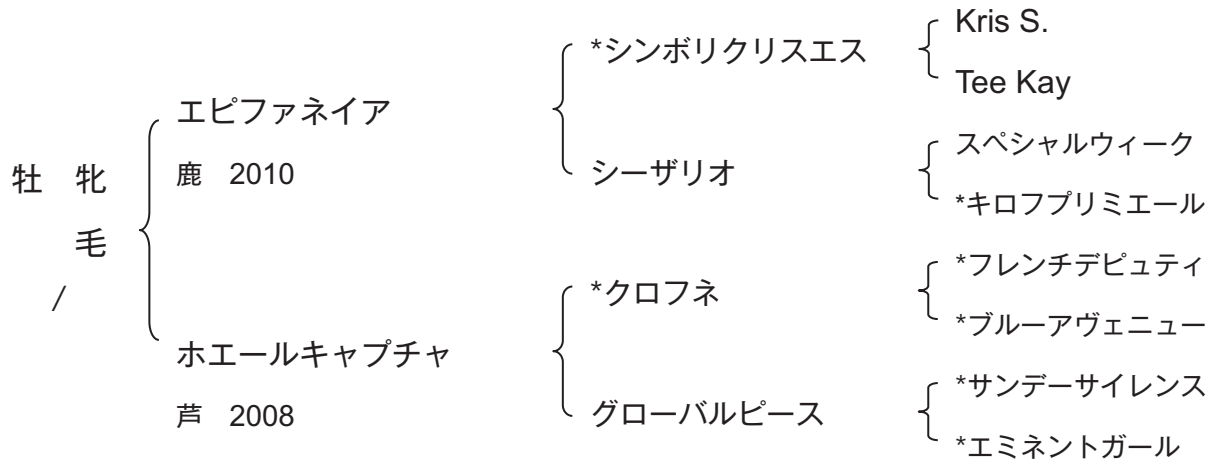 牡 牝
毛
/
エピファネイア
鹿 2010
ホエールキャプチャ
芦 2008
*シンボリクリスエス
シーザリオ
*クロフネ
グローバルピース
Kris S.
Tee Kay
スペシャルウィーク
*キロフプリミエール
*フレンチデピュティ
*ブルーアヴェニュー
*サンデーサイレンス
*エミネントガール